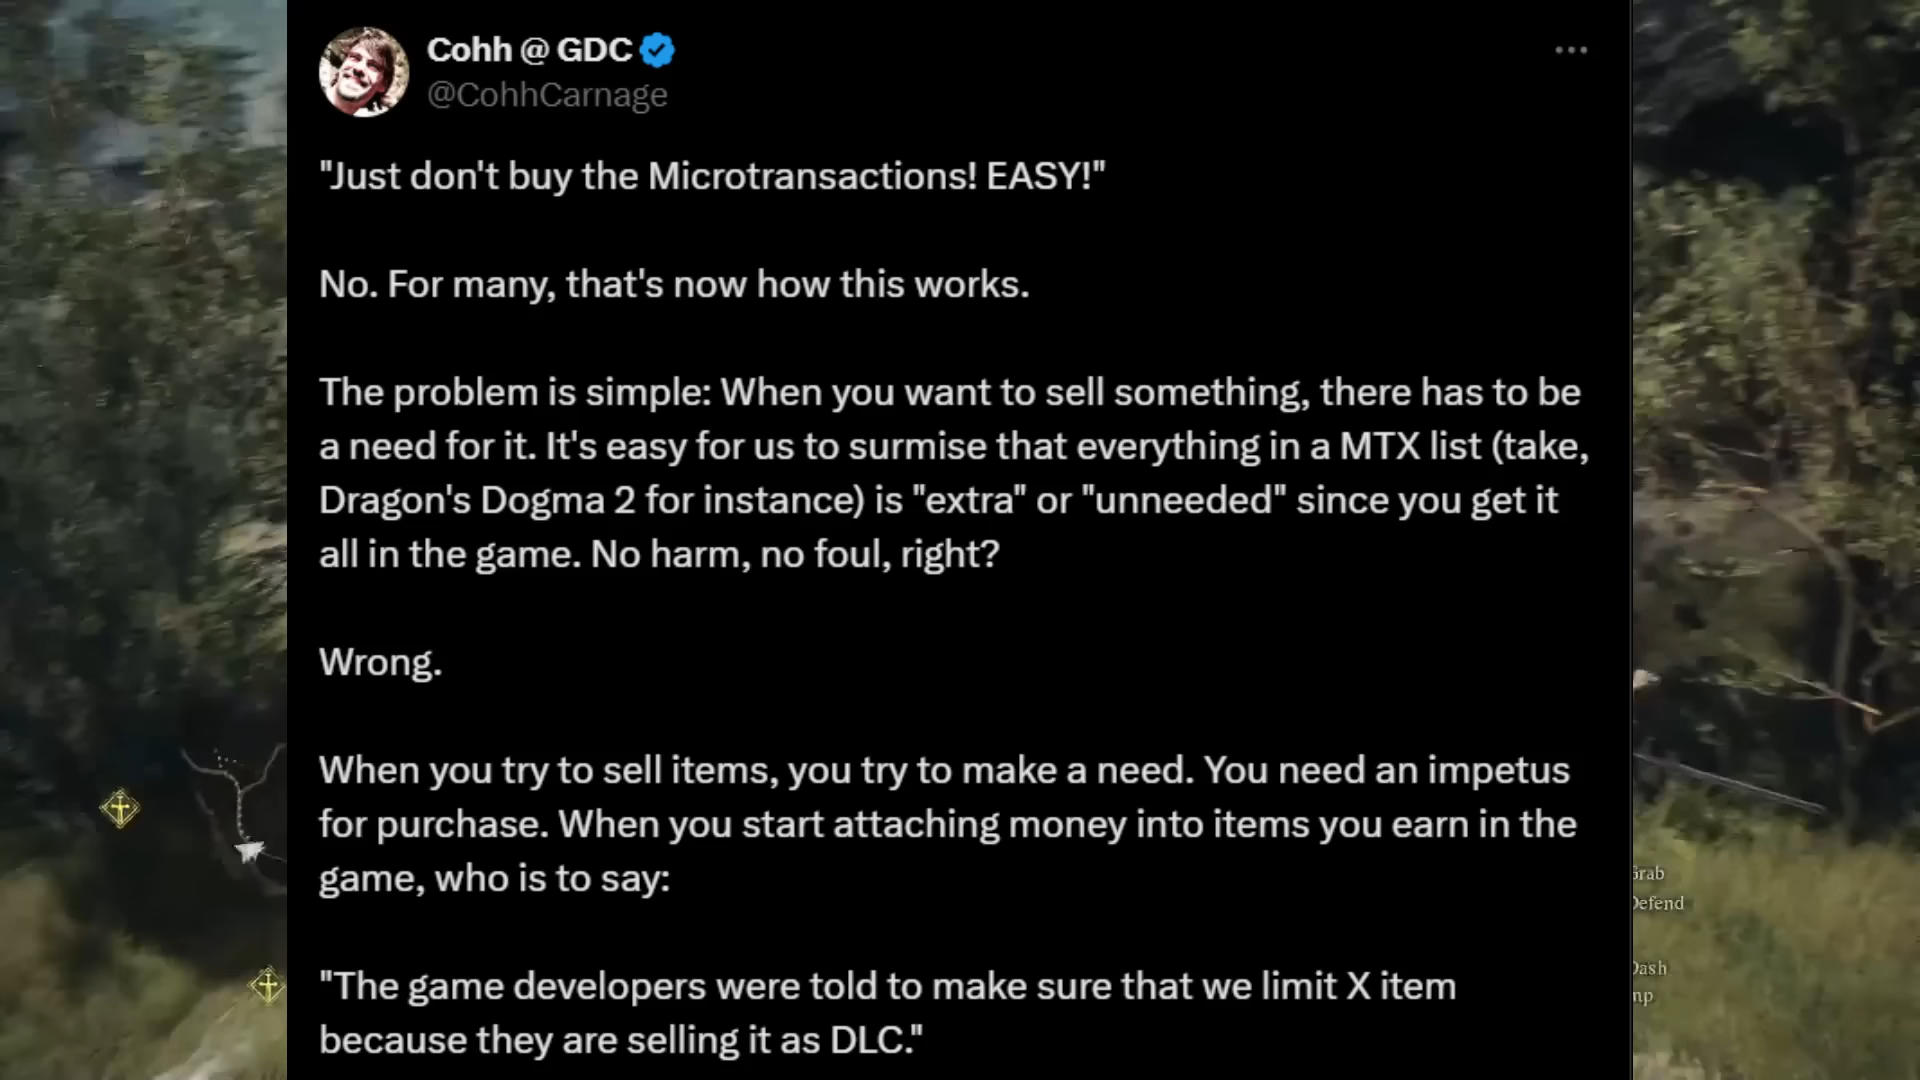 Cohh @ GDC
@CohhCarnage
"Just don't buy the Microtransactions! EASY!"
No. For many, that's now how this works.
The problem is simple: When you want to sell something, there has to be
a need for it. It's easy for us to surmise that everything in a MTX list (take,
Dragon's Dogma 2 for instance) is "extra" or "unneeded" since you get it
all in the game. No harm, no foul, right?
Wrong.
When you try to sell items, you try to make a need. You need an impetus
for purchase. When you start attaching money into items you earn in the
game, who is to say:
"The game developers were told to make sure that we limit X item
because they are selling it as DLC."
Grab
Defend
Dash